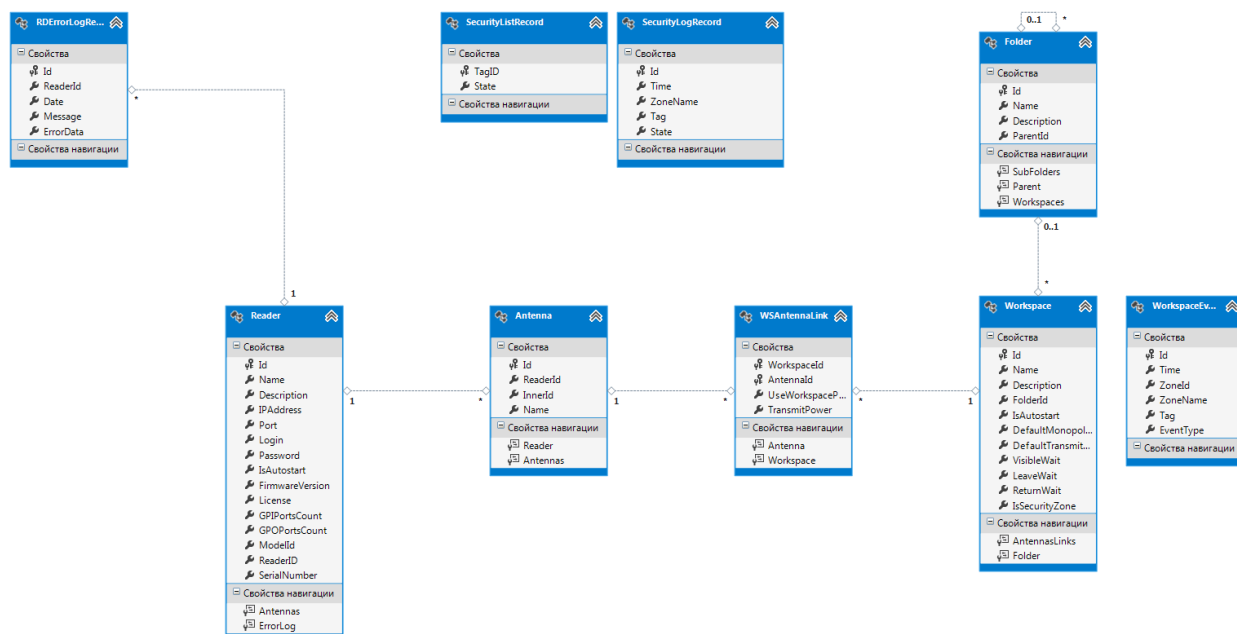 RDErrorLogRe...
Свойства
Id
ReaderId
Date
Message
ErrorData
Свойства навигации
*
1
SecurityListRecord
Свойства
TagID
State
Свойства навигации
SecurityLogRecord
Свойства
Id
Time
ZoneName
Tag
State
Свойства навигации
0..1
*
Folder
Свойства
Id
Name
Description
ParentId
Свойства навигации
SubFolders
Parent
Workspaces
0..1
*
Reader
Свойства
Id
Name
Description
IPAddress
Port
Login
Password
IsAutostart
FirmwareVersion
License
GPIPortsCount
GPOPortsCount
ModelId
ReaderID
SerialNumber
Свойства навигации
Antennas
ErrorLog
1
*
Antenna
Свойства
Id
ReaderId
InnerId
Name
Свойства навигации
Reader
Antennas
1
*
WSAntennaLink
Свойства
WorkspaceId
AntennaId
UseWorkspaceP...
TransmitPower
Свойства навигации
Antenna
Workspace
*
1
Workspace
Свойства
Id
Name
Description
FolderId
IsAutostart
DefaultMonopol...
DefaultTransmit...
VisibleWait
LeaveWait
ReturnWait
IsSecurityZone
Свойства навигации
AntennasLinks
Folder
WorkspaceEv...
Свойства
Id
Time
ZoneId
ZoneName
Tag
EventType
Свойства навигации